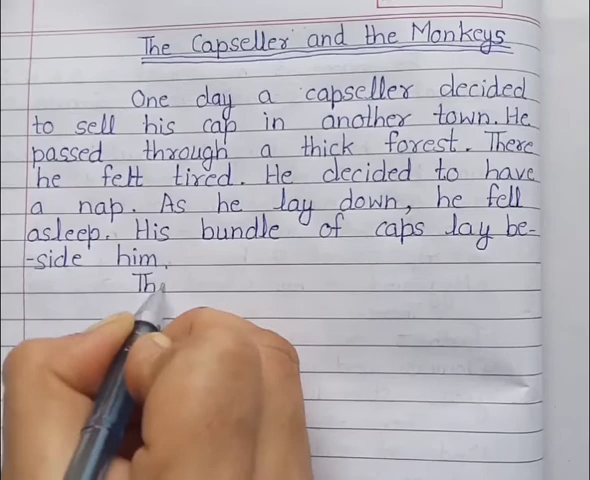 The Capseller and the Monkeys
One day a capseller decided
to sell his cap in another town. He
passed through a thick forest. There
he felt tired. He decided to have
a nap. As he lay down, he fell
asleep. His bundle of caps lay be-
-side him.
Th